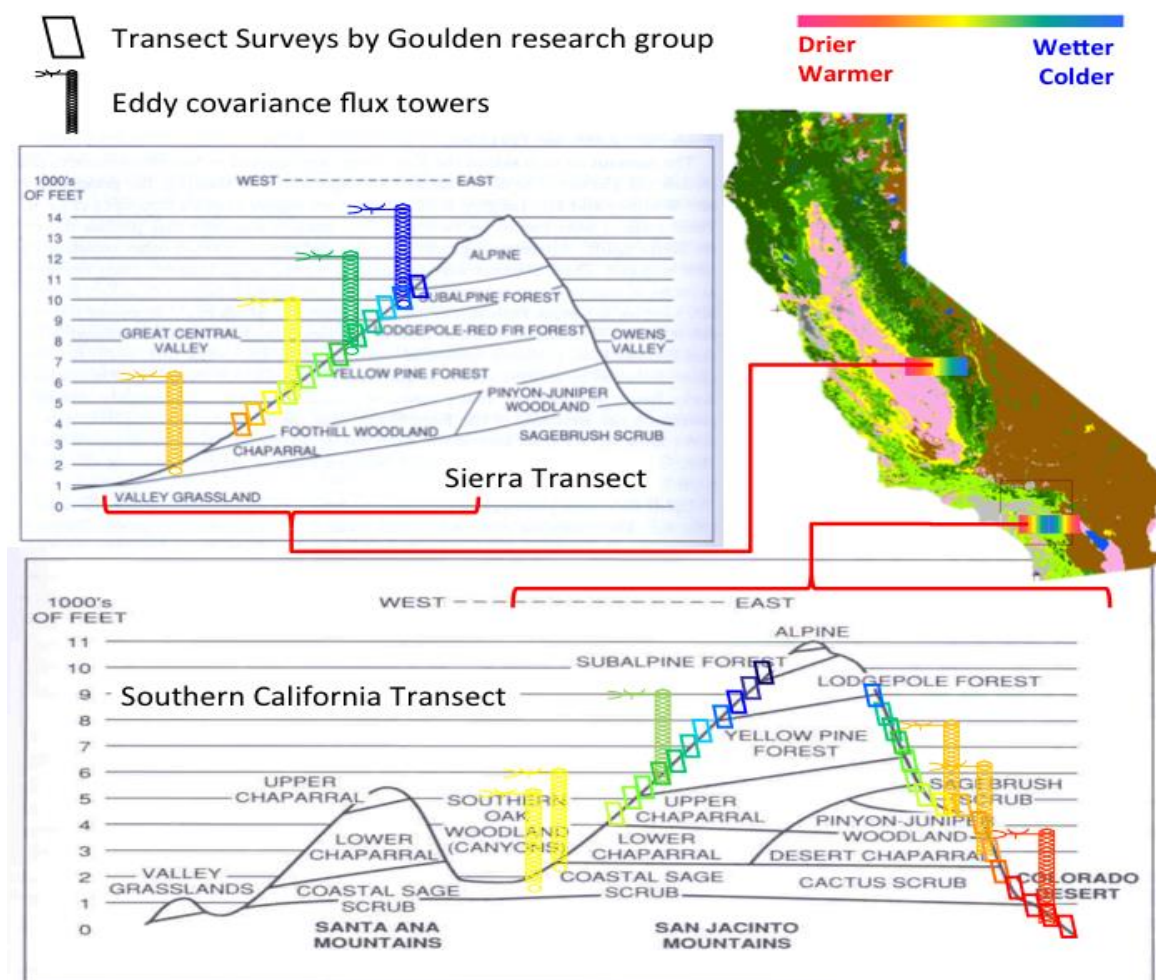 Transect Surveys by Goulden research group
Eddy covariance flux towers
Drier
Warmer
Wetter
Colder
1000's
OF FEET
WEST
EAST
14
13
12
11
10
9
8
7
6
5
4
3
2
1
0
ALPINE
SUBALPINE FOREST
LODGEPOLE-RED FIR FOREST
GREAT CENTRAL
VALLEY
OWENS
VALLEY
YELLOW PINE FOREST
PINYON-JUNIPER
WOODLAND
FOOTHILL WOODLAND
SAGEBRUSH SCRUB
CHAPARRAL
VALLEY GRASSLAND
Sierra Transect
1000's
OF FEET
WEST
EAST
11
10
9
8
7
6
5
4
3
2
1
0
Southern California Transect
ALPINE
SUBALPINE FOREST
LODGEPOLE FOREST
YELLOW PINE
FOREST
UPPER
CHAPARRAL
SOUTHERN
OAK
WOODLAND
(CANYONS)
UPPER
CHAPARRAL
SAGEBRUSH
SCRUB
PINYON-JUNIPER
WOODLAND
LOWER
CHAPARRAL
LOWER
CHAPARRAL
DESERT CHAPARRAL
VALLEY
GRASSLANDS
COASTAL SAGE
SCRUB
COASTAL SAGE
SCRUB
CACTUS SCRUB
COLORADO
DESERT
SANTA ANA
MOUNTAINS
SAN JACINTO
MOUNTAINS